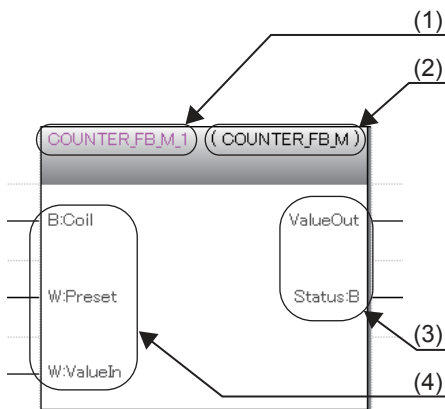 (1)
(2)
COUNTER_FB_M_1 ( COUNTER_FB_M )
B:Coil ValueOut
W:Preset Status:B
(3)
W:ValueIn
(4)